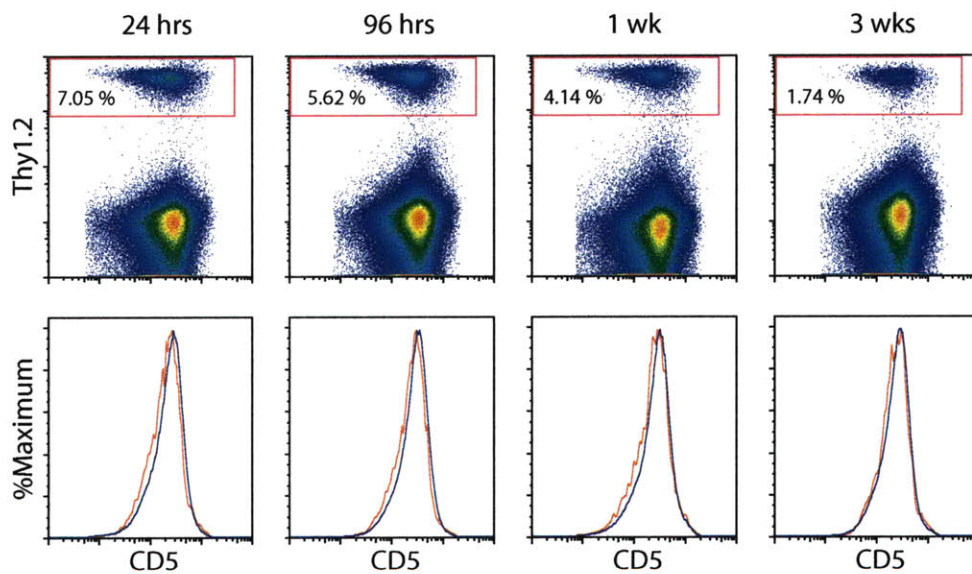 24 hrs 96 hrs 1 wk 3 wks
Thy1.2
7.05 % 5.62 % 4.14 % 1.74 %
%Maximum
CD5 CD5 CD5 CD5